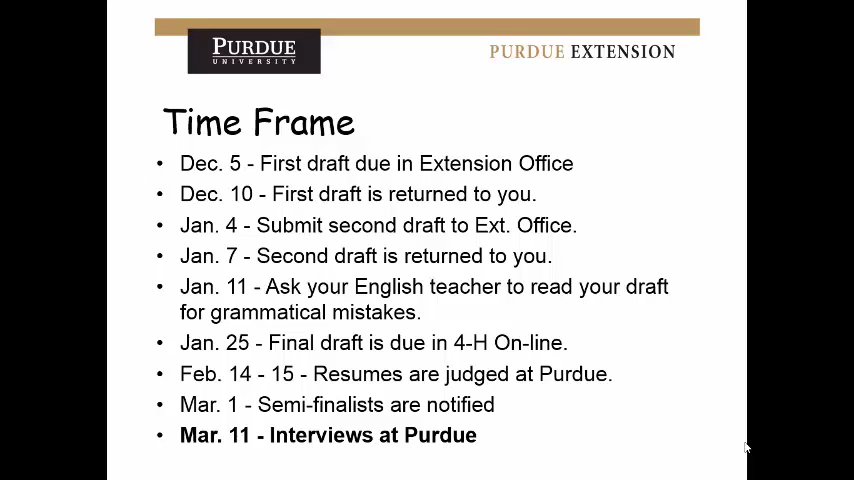 PURDUE
UNIVERSITY
PURDUE EXTENSION
Time Frame
• Dec. 5 - First draft due in Extension Office
• Dec. 10 - First draft is returned to you.
• Jan. 4 - Submit second draft to Ext. Office.
• Jan. 7 - Second draft is returned to you.
• Jan. 11 - Ask your English teacher to read your draft
for grammatical mistakes.
• Jan. 25 - Final draft is due in 4-H On-line.
• Feb. 14 - 15 - Resumes are judged at Purdue.
• Mar. 1 - Semi-finalists are notified
• Mar. 11 - Interviews at Purdue